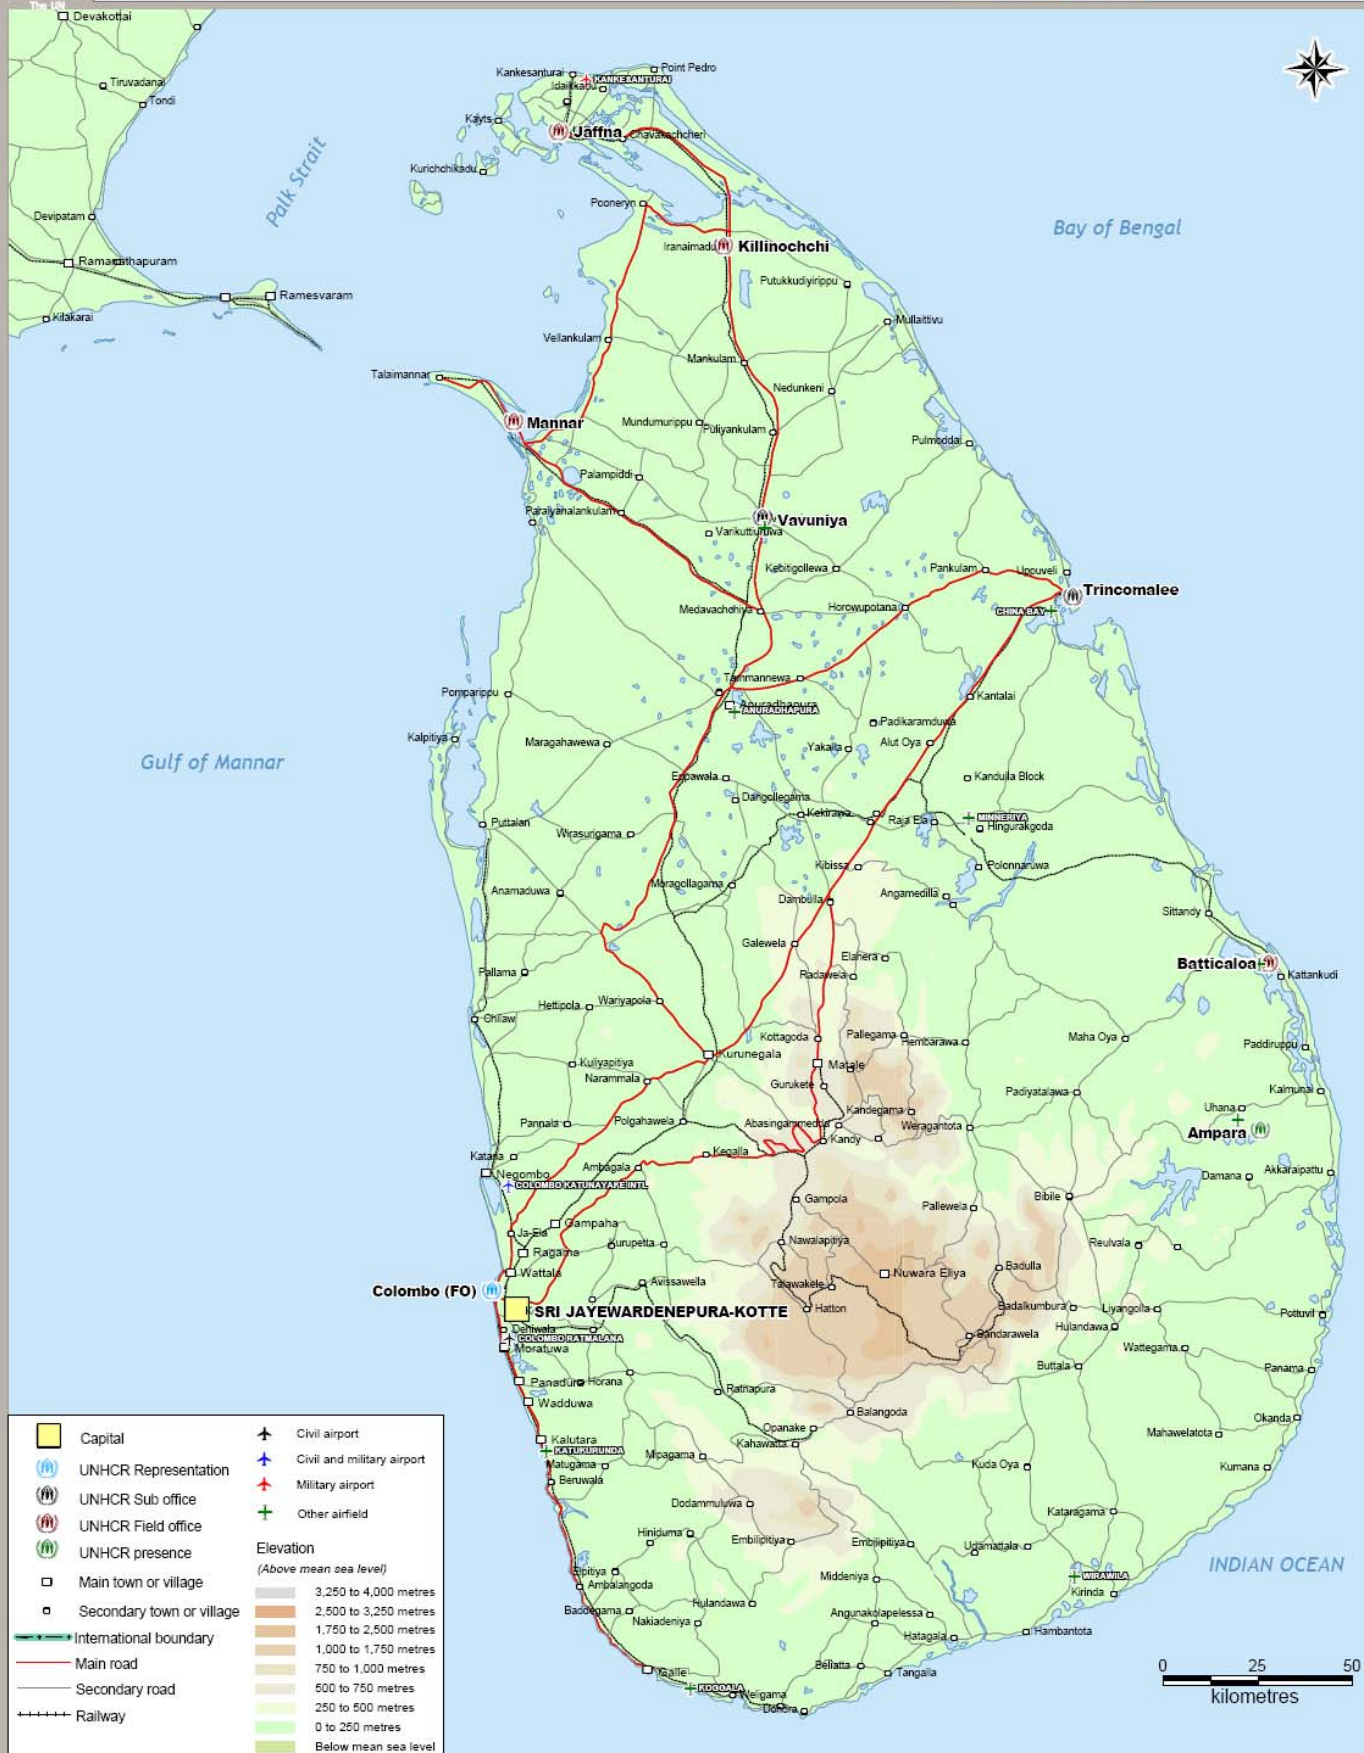 The UN
Devakottai
Tiruvadanai
Tondi
Kankesanturai
Point Pedro
KANKESANTURAI
Idaikkadu
Kayts
Jaffna
Chavakachcheri
Kurichchikadu
Palk Strait
Pooneryn
Devipatam
Bay of Bengal
Iranaimadu
Killinochchi
Putukkudiyirippu
Ramesvaram
Kilakarai
Mullaittivu
Vellankulam
Mankulam
Talaimannar
Nedunkeni
Mannar
Mundumurippu
Puliyankulam
Pulmoddai
Palampiddi
Vavuniya
Kebitigollewa
Pankulam
Uppuveli
Trincomalee
Medavachchiya
Horowupotana
CHINA BAY
Pomparippu
Kantalai
Anuradhapura
ANURADHAPURA
Padikaramduwa
Kalpitiya
Maragahawewa
Yakalla
Alut Oya
Gulf of Mannar
Eppawala
Kandulla Block
Dangollegama
Kekirawa
Raja Ela
MINNERIYA
Hingurakgoda
Puttalan
Wirasurigama
Kibissa
Polonnaruwa
Anamaduwa
Moragollagama
Dambulla
Angamedilla
Sittandy
Galewela
Elahera
Batticaloa
Kattankudi
Pallama
Radawela
Hettipola
Wariyapola
Chilaw
Kottagoda
Pallegama
Hembarawa
Maha Oya
Paddiruppu
Kurunegala
Kuliyapitiya
Matale
Narammala
Gurukete
Padiyatalawa
Kalmunai
Kandegama
Uhana
Pannala
Polgahawela
Abasingammedda
Weragantota
Ampara
Kandy
Katana
Kegalla
Negombo
Ambagala
Damana
Akkaraipattu
COLOMBO KATUNAYAKE INTL
Gampola
Pallewela
Bibile
Gampaha
Ja-Ela
Kurupetta
Nawalapitiya
Reulvala
Ragama
Wattala
Avissawella
Talawakele
Nuwara Eliya
Badulla
Colombo (FO)
SRI JAYEWARDENEPURA-KOTTE
Hatton
Badalkumbura
Liyangolla
Pottuvil
Dehiwala
Hulandawa
COLOMBO RATMALANA
Moratuwa
Bandarawela
Wattegama
Buttala
Panama
Panadura
Horana
Ratnapura
Wadduwa
Balangoda
Okanda
Opanake
Mahawelatota
Kalutara
Kahawatta
KATUKURUNDA
Mipagama
Matugama
Kuda Oya
Kumana
Beruwala
Dodammuluwa
Kataragama
Hiniduma
Embilipitiya
Embilipitiya
Udamattala
INDIAN OCEAN
Elpitiya
Middeniya
WIRAWILA
Ambalangoda
Kirinda
Hulandawa
Baddegama
Nakiadeniya
Angunakolapelessa
Hatagala
Hambantota
Galle
Beliatta
Tangalla
KOGGALA
Weligama
Dondra
Capital
UNHCR Representation
UNHCR Sub office
UNHCR Field office
UNHCR presence
Main town or village
Secondary town or village
International boundary
Main road
Secondary road
Railway
Civil airport
Civil and military airport
Military airport
Other airfield
Elevation
(Above mean sea level)
3,250 to 4,000 metres
2,500 to 3,250 metres
1,750 to 2,500 metres
1,000 to 1,750 metres
750 to 1,000 metres
500 to 750 metres
250 to 500 metres
0 to 250 metres
Below mean sea level
0 25 50
kilometres